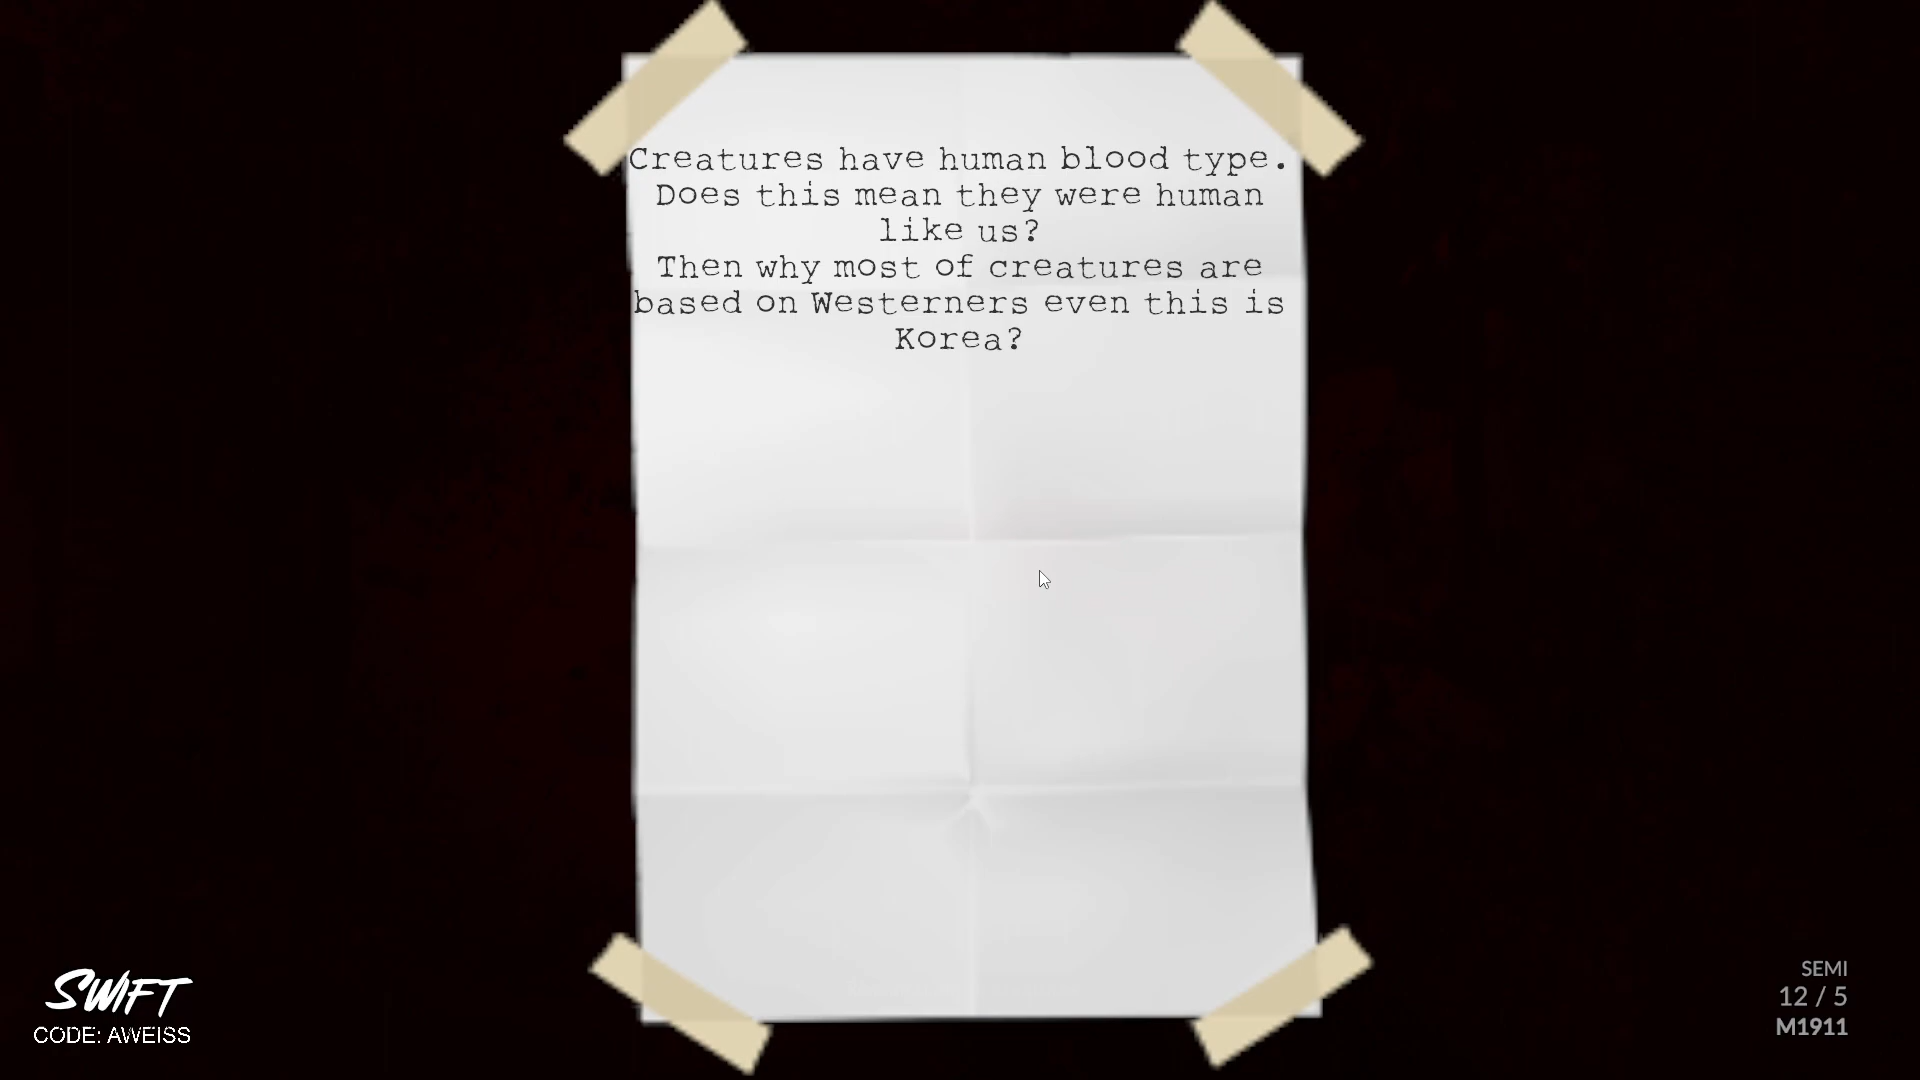 Creatures have human blood type.
Does this mean they were human
like us?
Then why most of creatures are
based on Westerners even this is
Korea?
SWIFT
CODE: AWEISS
SEMI
12 / 5
M1911